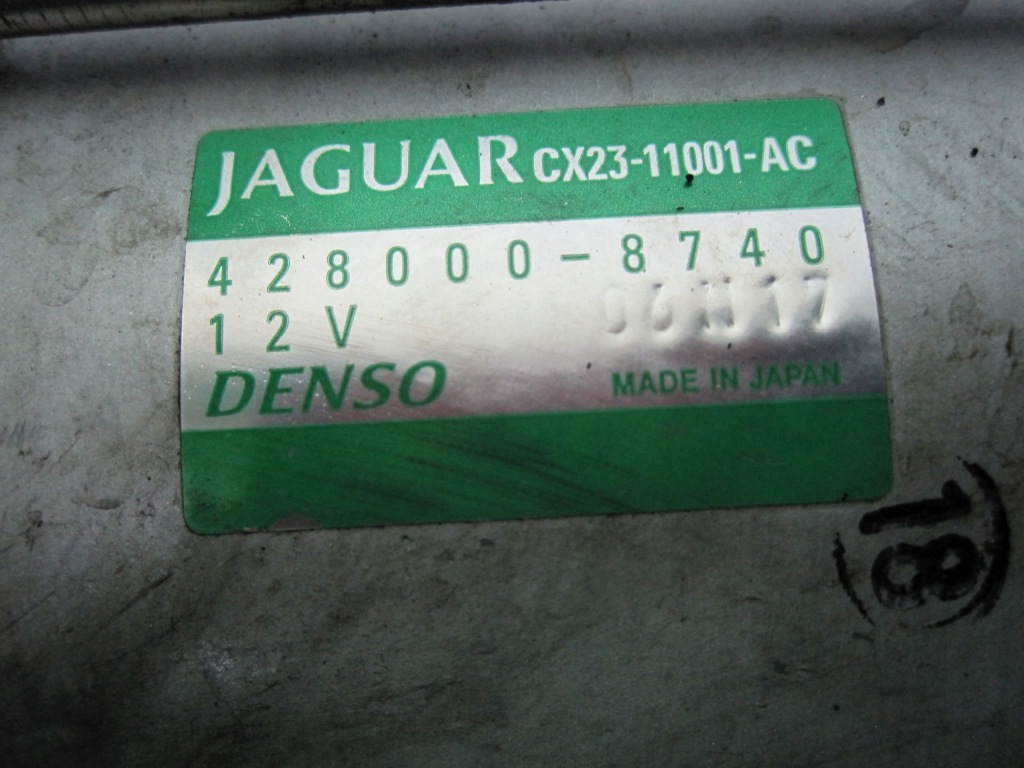 JAGUAR CX23-11001-AC
428000-8740
12V
DENSO MADE IN JAPAN
18